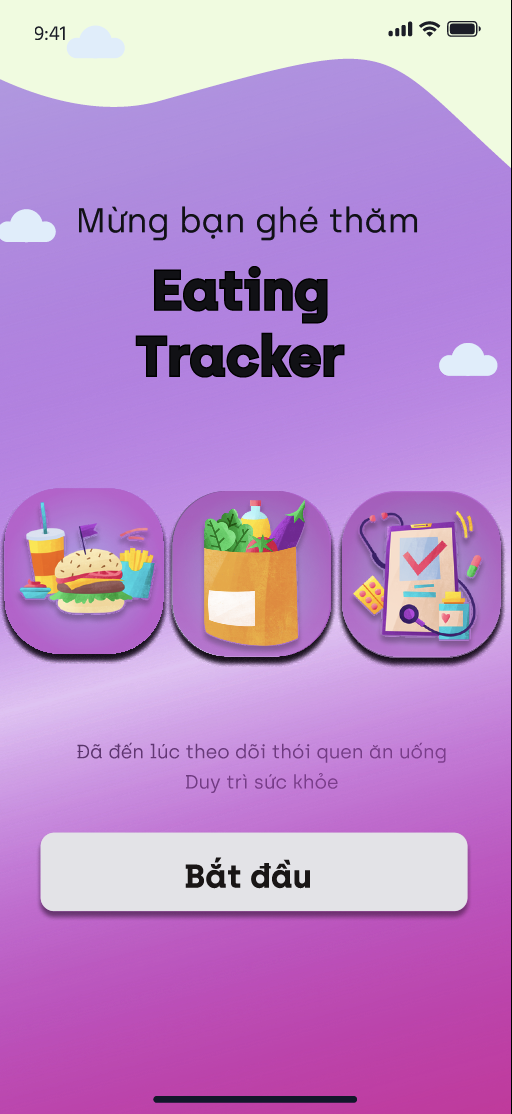 9:41
Mừng bạn ghé thăm
Eating
Tracker
Đã đến lúc theo dõi thói quen ăn uống
Duy trì sức khỏe
Bắt đầu